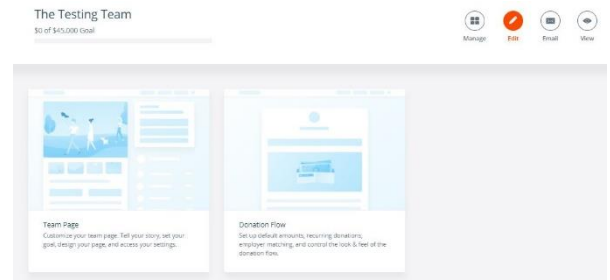 The Testing Team
$0 of $45,000 Goal
Manage
Edit
Email
View
Team Page
Customize your team page. Tell your story, set your
goal, design your page, and access your settings.
Donation Flow
Set up default amounts, recurring donations,
employer matching, and control the look & feel of the
donation flow.